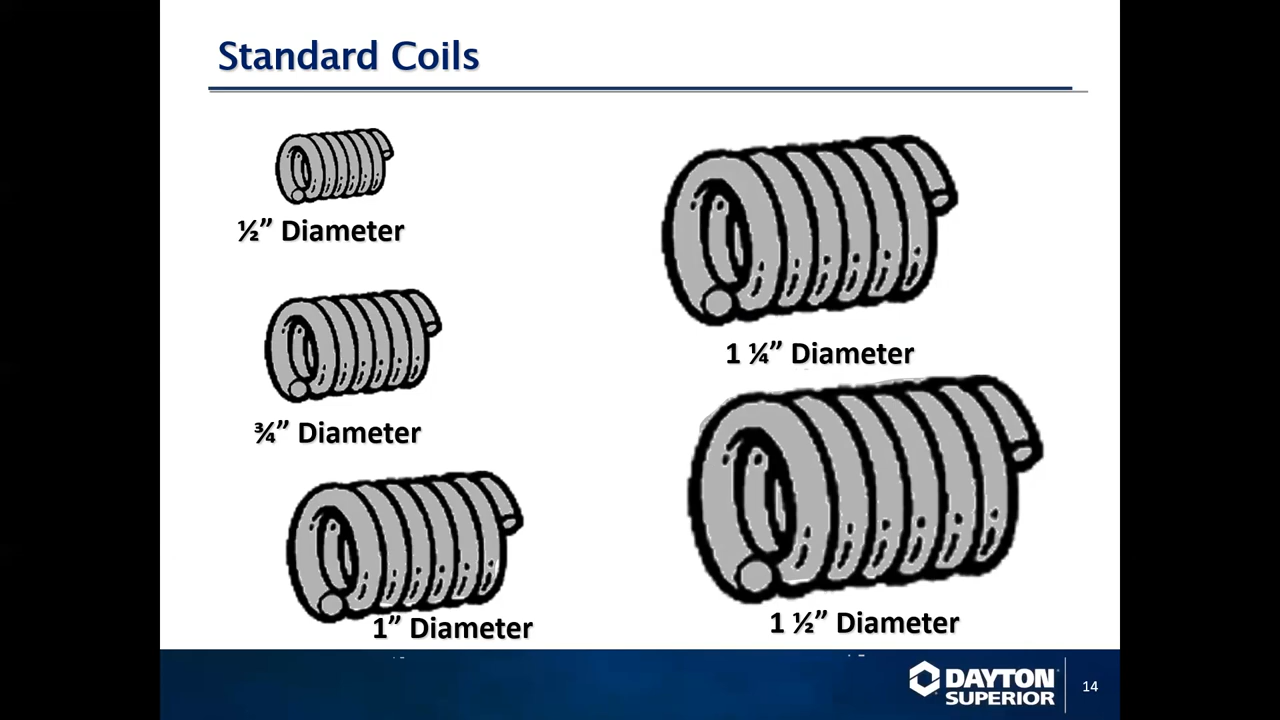 Standard Coils
½” Diameter
¾” Diameter
1” Diameter
1 ¼” Diameter
1 ½” Diameter
DAYTON
SUPERIOR
14